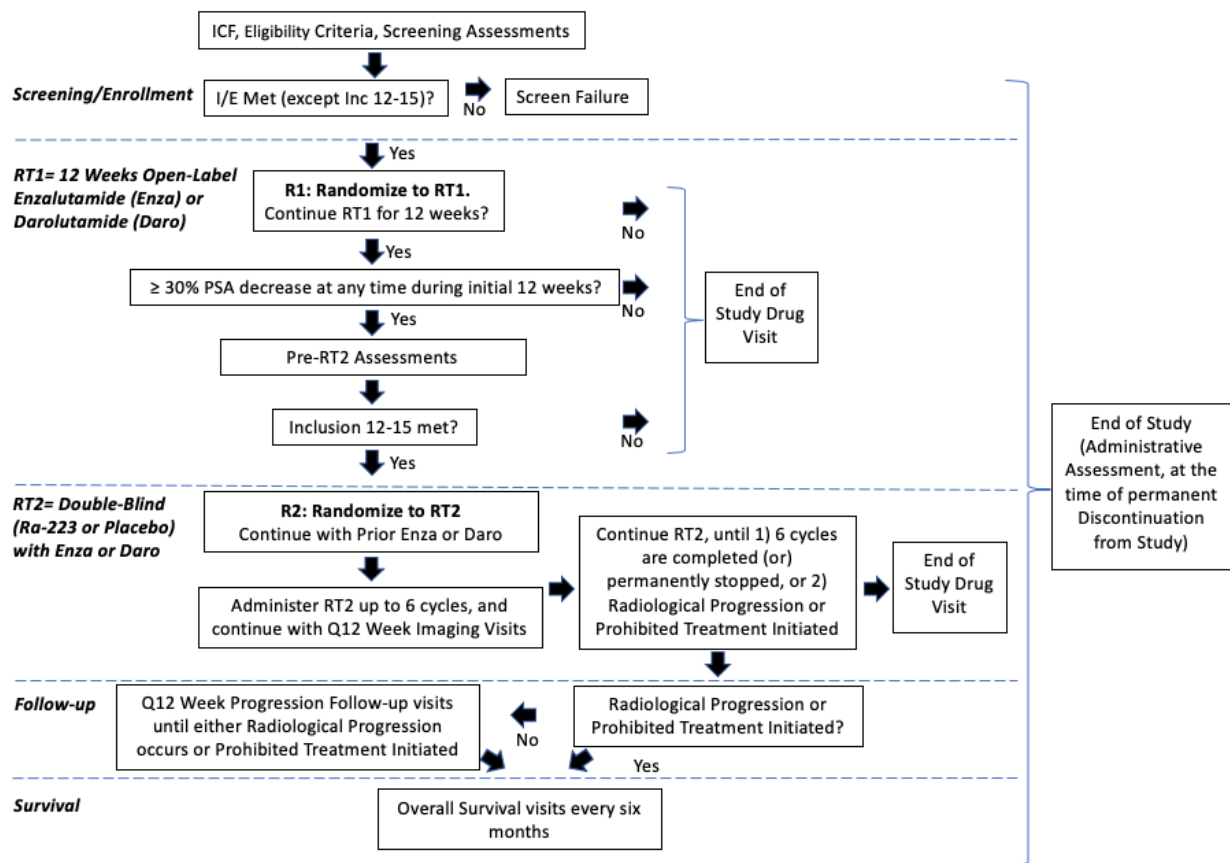 ICF, Eligibility Criteria, Screening Assessments
Screening/Enrollment
I/E Met (except Inc 12-15)?
No
Screen Failure
Yes
RT1= 12 Weeks Open-Label
Enzalutamide (Enza) or
Darolutamide (Daro)
R1: Randomize to RT1.
Continue RT1 for 12 weeks?
No
Yes
≥ 30% PSA decrease at any time during initial 12 weeks?
No
Yes
End of
Study Drug
Visit
Pre-RT2 Assessments
Inclusion 12-15 met?
No
Yes
End of Study
(Administrative
Assessment, at the
time of permanent
Discontinuation
from Study)
RT2= Double-Blind
(Ra-223 or Placebo)
with Enza or Daro
R2: Randomize to RT2
Continue with Prior Enza or Daro
Administer RT2 up to 6 cycles, and
continue with Q12 Week Imaging Visits
Continue RT2, until 1) 6 cycles
are completed (or)
permanently stopped, or 2)
Radiological Progression or
Prohibited Treatment Initiated
End of
Study Drug
Visit
Follow-up
Q12 Week Progression Follow-up visits
until either Radiological Progression
occurs or Prohibited Treatment Initiated
No
Radiological Progression or
Prohibited Treatment Initiated?
Yes
Survival
Overall Survival visits every six
months